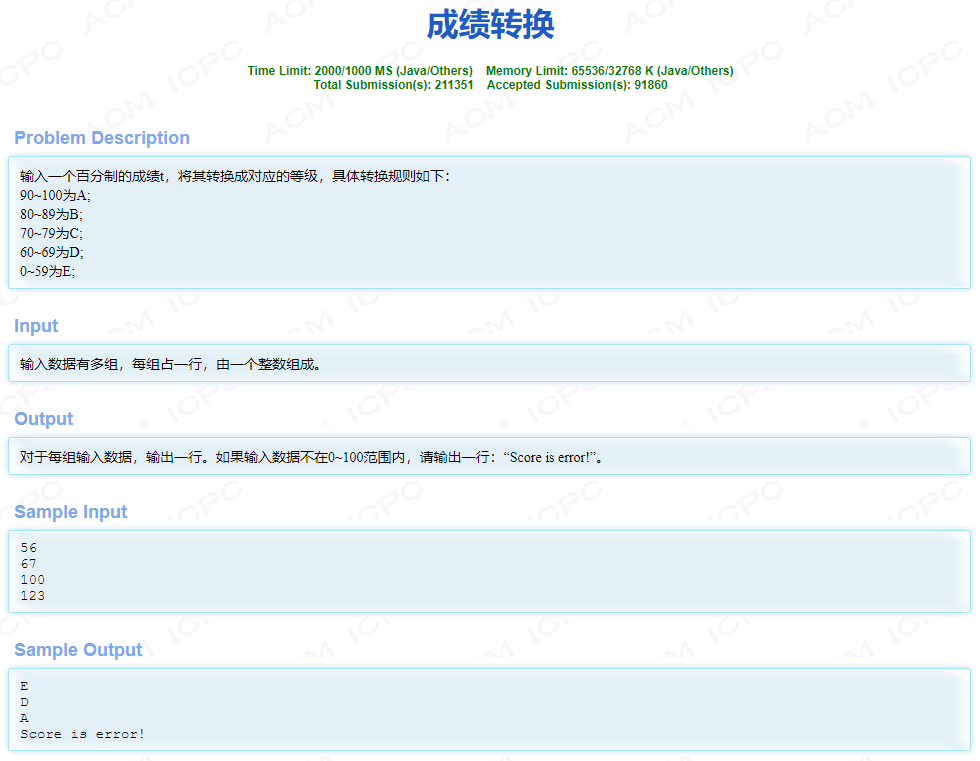 成绩转换
Time Limit: 2000/1000 MS (Java/Others)    Memory Limit: 65536/32768 K (Java/Others)
Total Submission(s): 211351    Accepted Submission(s): 91860
Problem Description
输入一个百分制的成绩t，将其转换成对应的等级，具体转换规则如下：
90~100为A;
80~89为B;
70~79为C;
60~69为D;
0~59为E;
Input
输入数据有多组，每组占一行，由一个整数组成。
Output
对于每组输入数据，输出一行。如果输入数据不在0~100范围内，请输出一行：“Score is error!”。
Sample Input
56
67
100
123
Sample Output
E
D
A
Score is error!